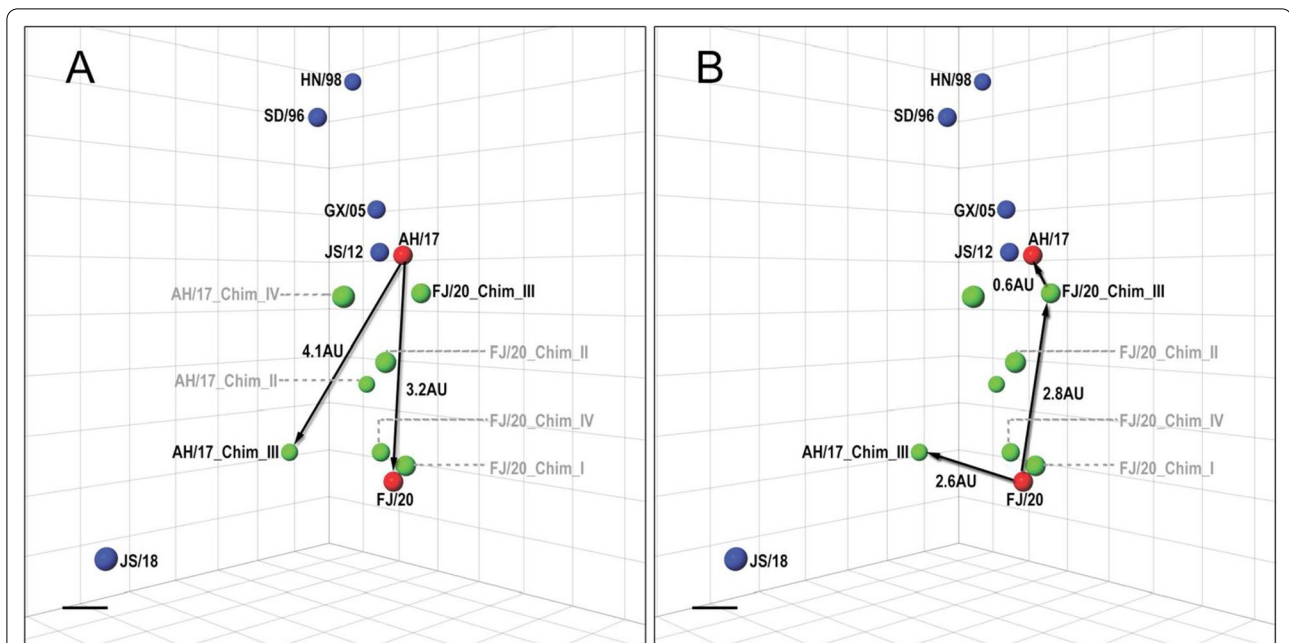 A
HN/98
SD/96
GX/05
AH/17
JS/12
AH/17_Chim_IV
FJ/20_Chim_III
4.1AU
FJ/20_Chim_II
AH/17_Chim_II
3.2AU
FJ/20_Chim_IV
AH/17_Chim_III
FJ/20_Chim_I
FJ/20
JS/18
B
HN/98
SD/96
GX/05
AH/17
JS/12
0.6AU
FJ/20_Chim_III
FJ/20_Chim_II
2.8AU
FJ/20_Chim_IV
AH/17_Chim_III
FJ/20_Chim_I
2.6AU
FJ/20
JS/18